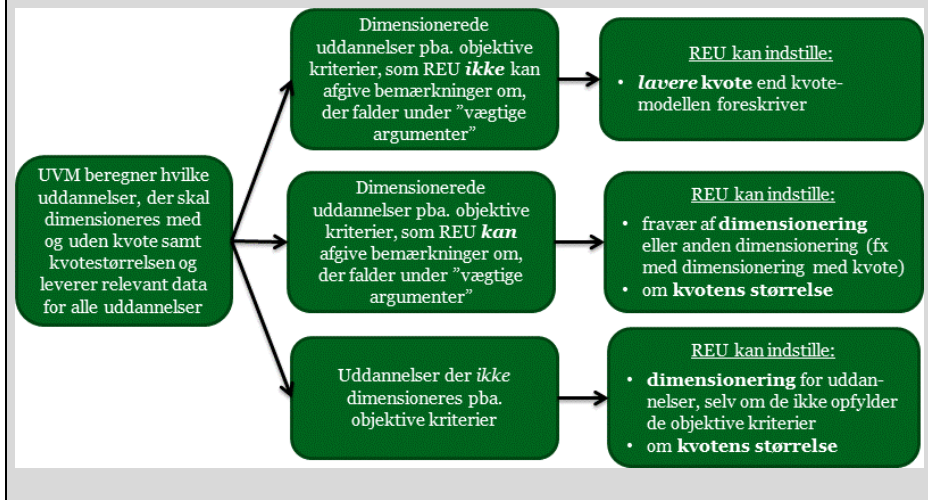 UVM beregner hvilke
uddannelser, der skal
dimensioneres med
og uden kvote samt
kvotestørrelsen og
leverer relevant data
for alle uddannelser
Dimensionerede
uddannelser pba. objektive
kriterier, som REU ikke kan
afgive bemærkninger om,
der falder under ”vægtige
argumenter”
REU kan indstille:
• lavere kvote end kvote-
modellen foreskriver
Dimensionerede
uddannelser pba. objektive
kriterier, som REU kan
afgive bemærkninger om,
der falder under ”vægtige
argumenter”
REU kan indstille:
• fravær af dimensionering
eller anden dimensionering (fx
med dimensionering med kvote)
• om kvotens størrelse
Uddannelser der ikke
dimensioneres pba.
objektive kriterier
REU kan indstille:
• dimensionering for uddan-
nelser, selv om de ikke opfylder
de objektive kriterier
• om kvotens størrelse